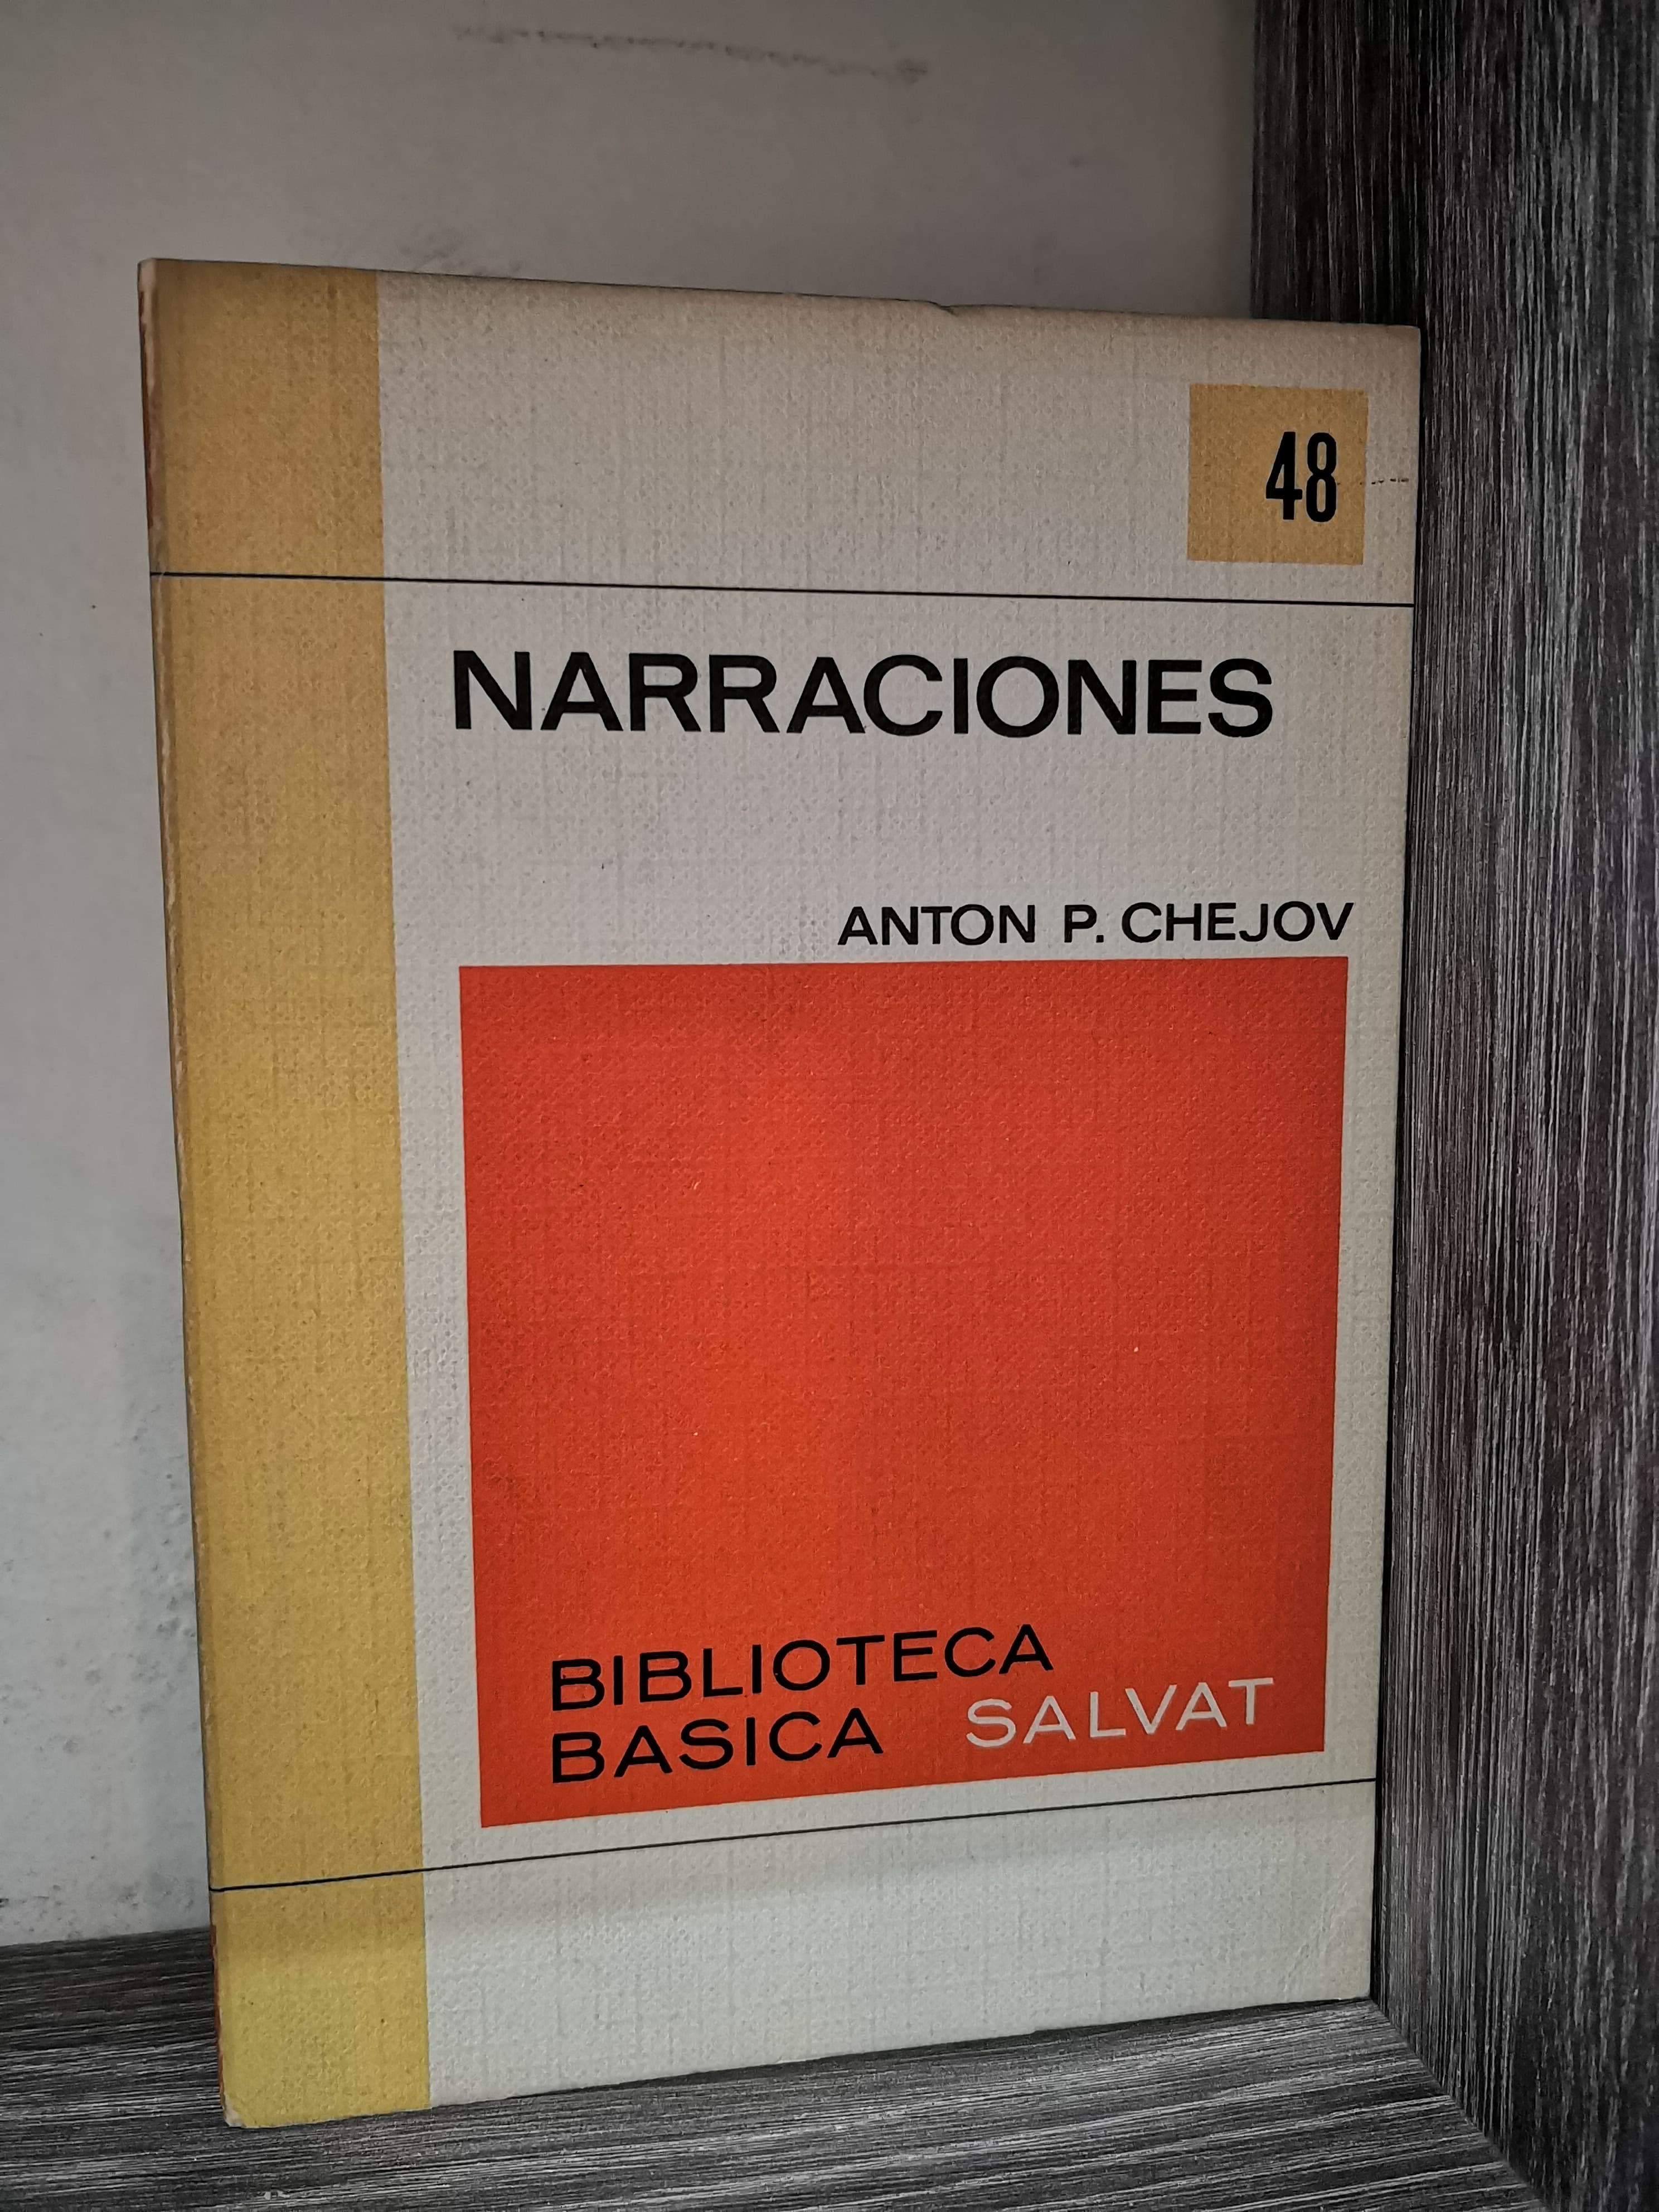 48
NARRACIONES
ANTON P. CHEJOV
BIBLIOTECA
BASICA SALVAT